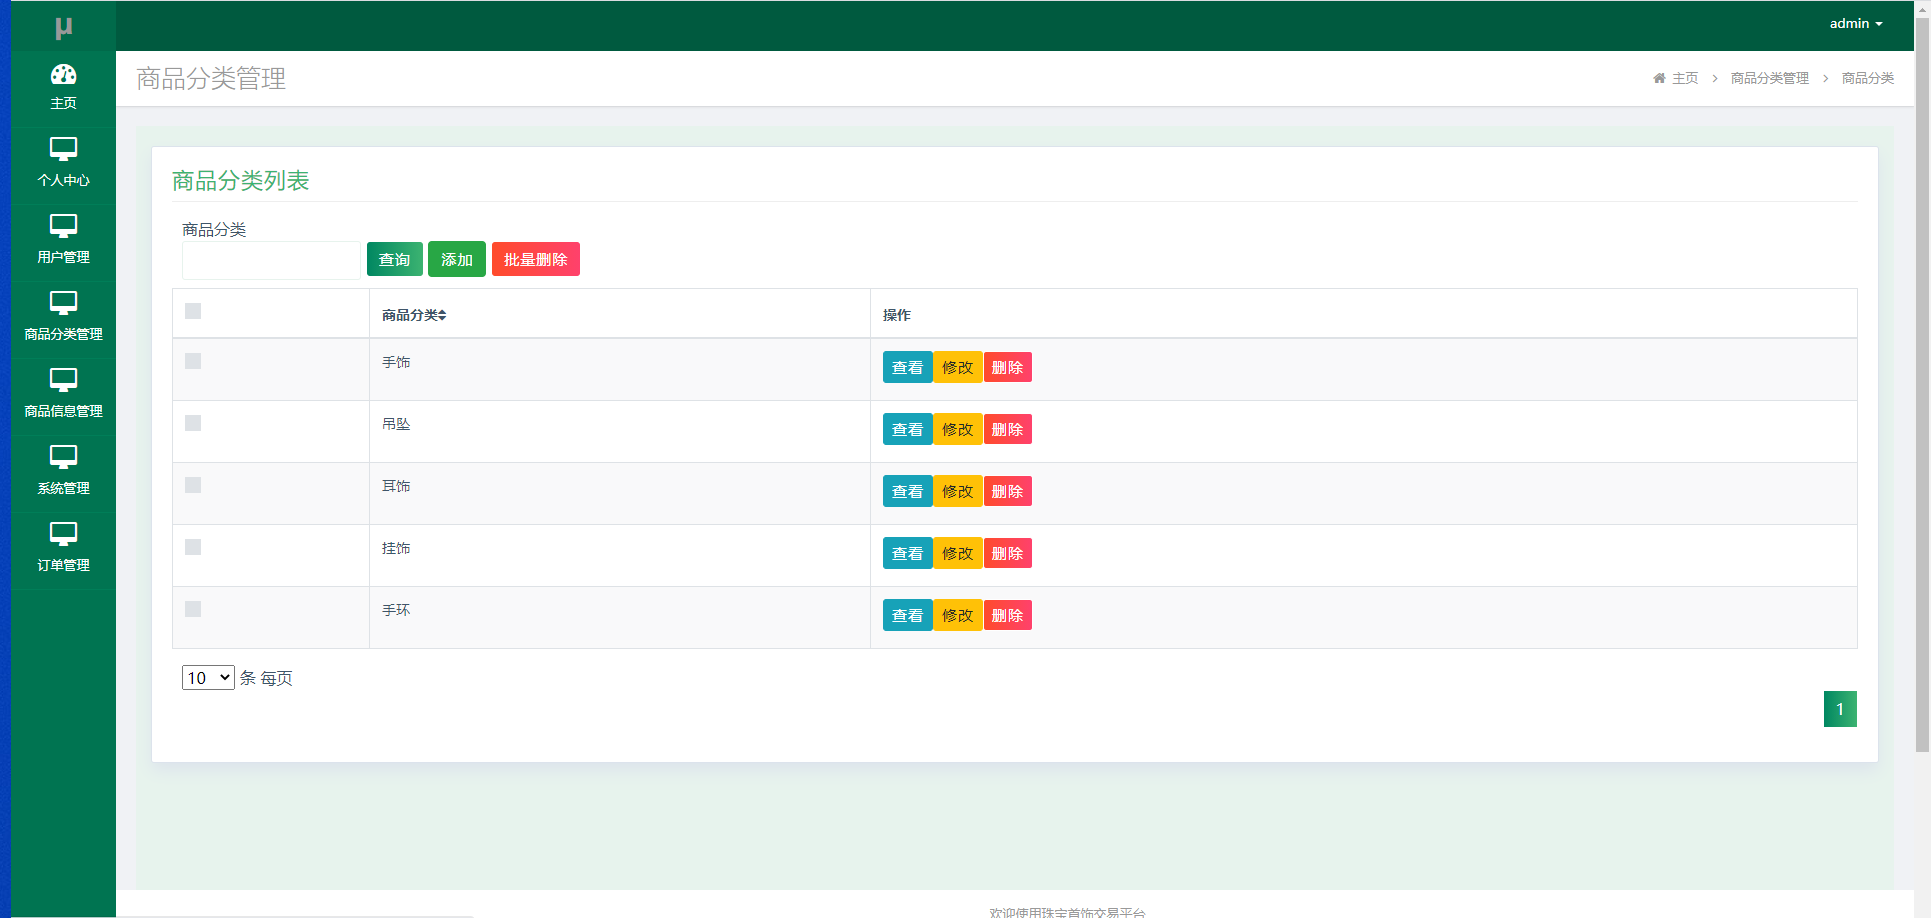 μ
admin
主页
个人中心
用户管理
商品分类管理
商品信息管理
系统管理
订单管理
商品分类管理
主页 > 商品分类管理 > 商品分类
商品分类列表
商品分类
查询 添加 批量删除
商品分类 操作
手饰 查看 修改 删除
吊坠 查看 修改 删除
耳饰 查看 修改 删除
挂饰 查看 修改 删除
手环 查看 修改 删除
10 条 每页
1
欢迎使用珠宝首饰交易平台